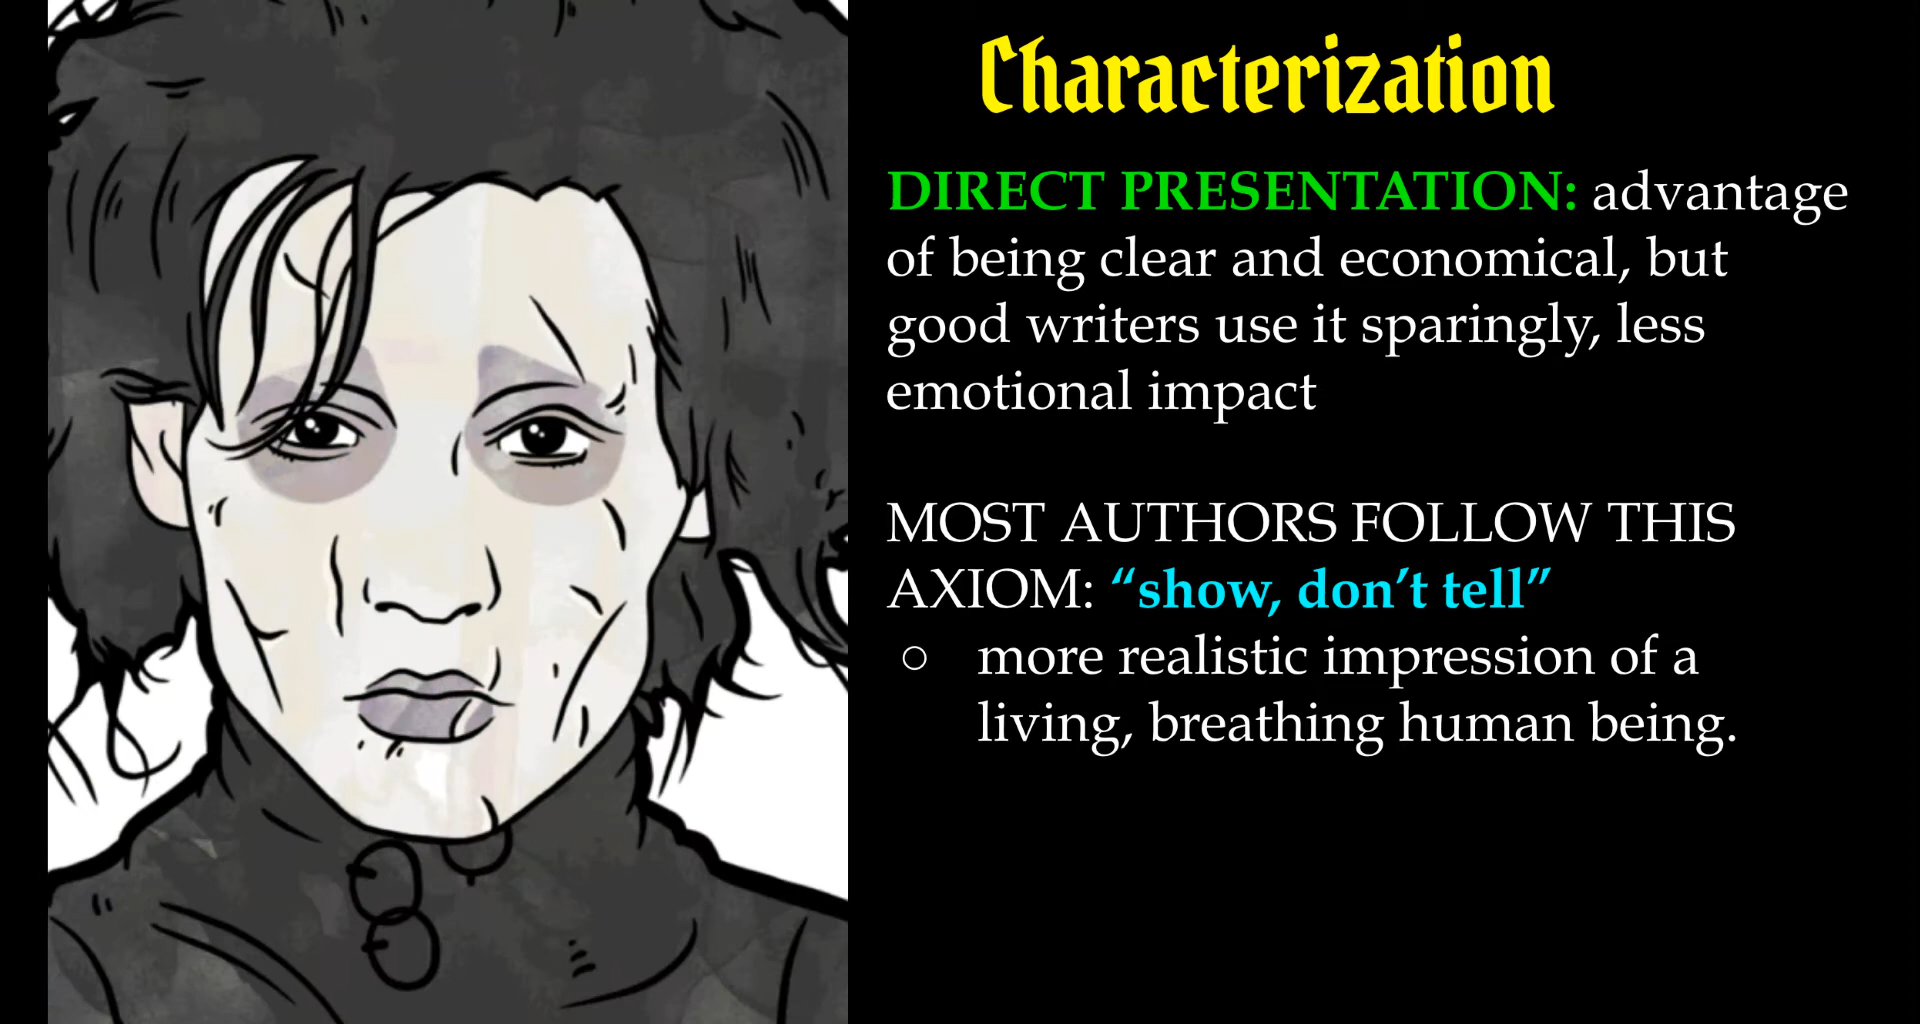 Characterization
DIRECT PRESENTATION: advantage
of being clear and economical, but
good writers use it sparingly, less
emotional impact
MOST AUTHORS FOLLOW THIS
AXIOM: “show, don’t tell”
○ more realistic impression of a
living, breathing human being.